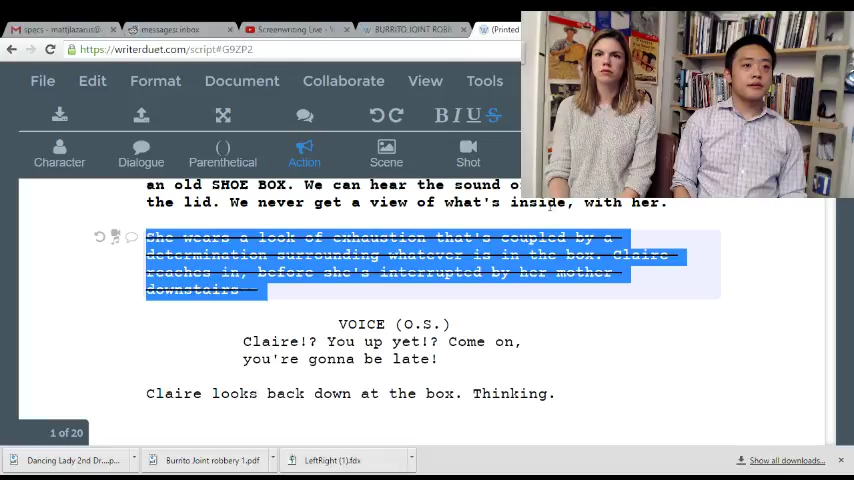 specs - mattjlazarus@
messages: inbox
Screenwriting Live - V
BURRITO JOINT ROBI
(Printed
https://writerduet.com/script#G9ZP2
File Edit Format Document Collaborate View Tools
B I U S
Character Dialogue Parenthetical Action Scene Shot
an old SHOE BOX. We can hear the sound of
the lid. We never get a view of what's inside, with her.
She wears a look of exhaustion that's coupled by a
determination surrounding whatever is in the box. Claire
reaches in, before she's interrupted by her mother
downstairs--
VOICE (O.S.)
Claire!? You up yet!? Come on,
you're gonna be late!
Claire looks back down at the box. Thinking.
1 of 20
Dancing Lady 2nd Dr....p...
Burrito Joint robbery 1.pdf
LeftRight (1).fdx
Show all downloads...